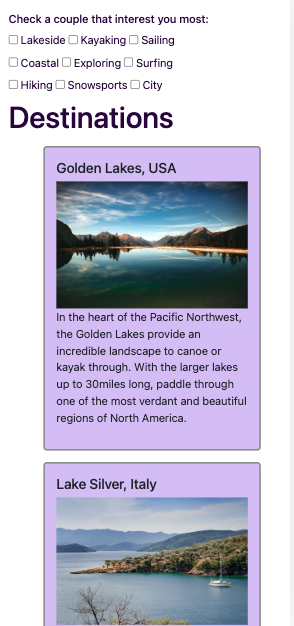 Check a couple that interest you most:
Lakeside Kayaking Sailing
Coastal Exploring Surfing
Hiking Snowsports City
Destinations
Golden Lakes, USA
In the heart of the Pacific Northwest,
the Golden Lakes provide an
incredible landscape to canoe or
kayak through. With the larger lakes
up to 30miles long, paddle through
one of the most verdant and beautiful
regions of North America.
Lake Silver, Italy